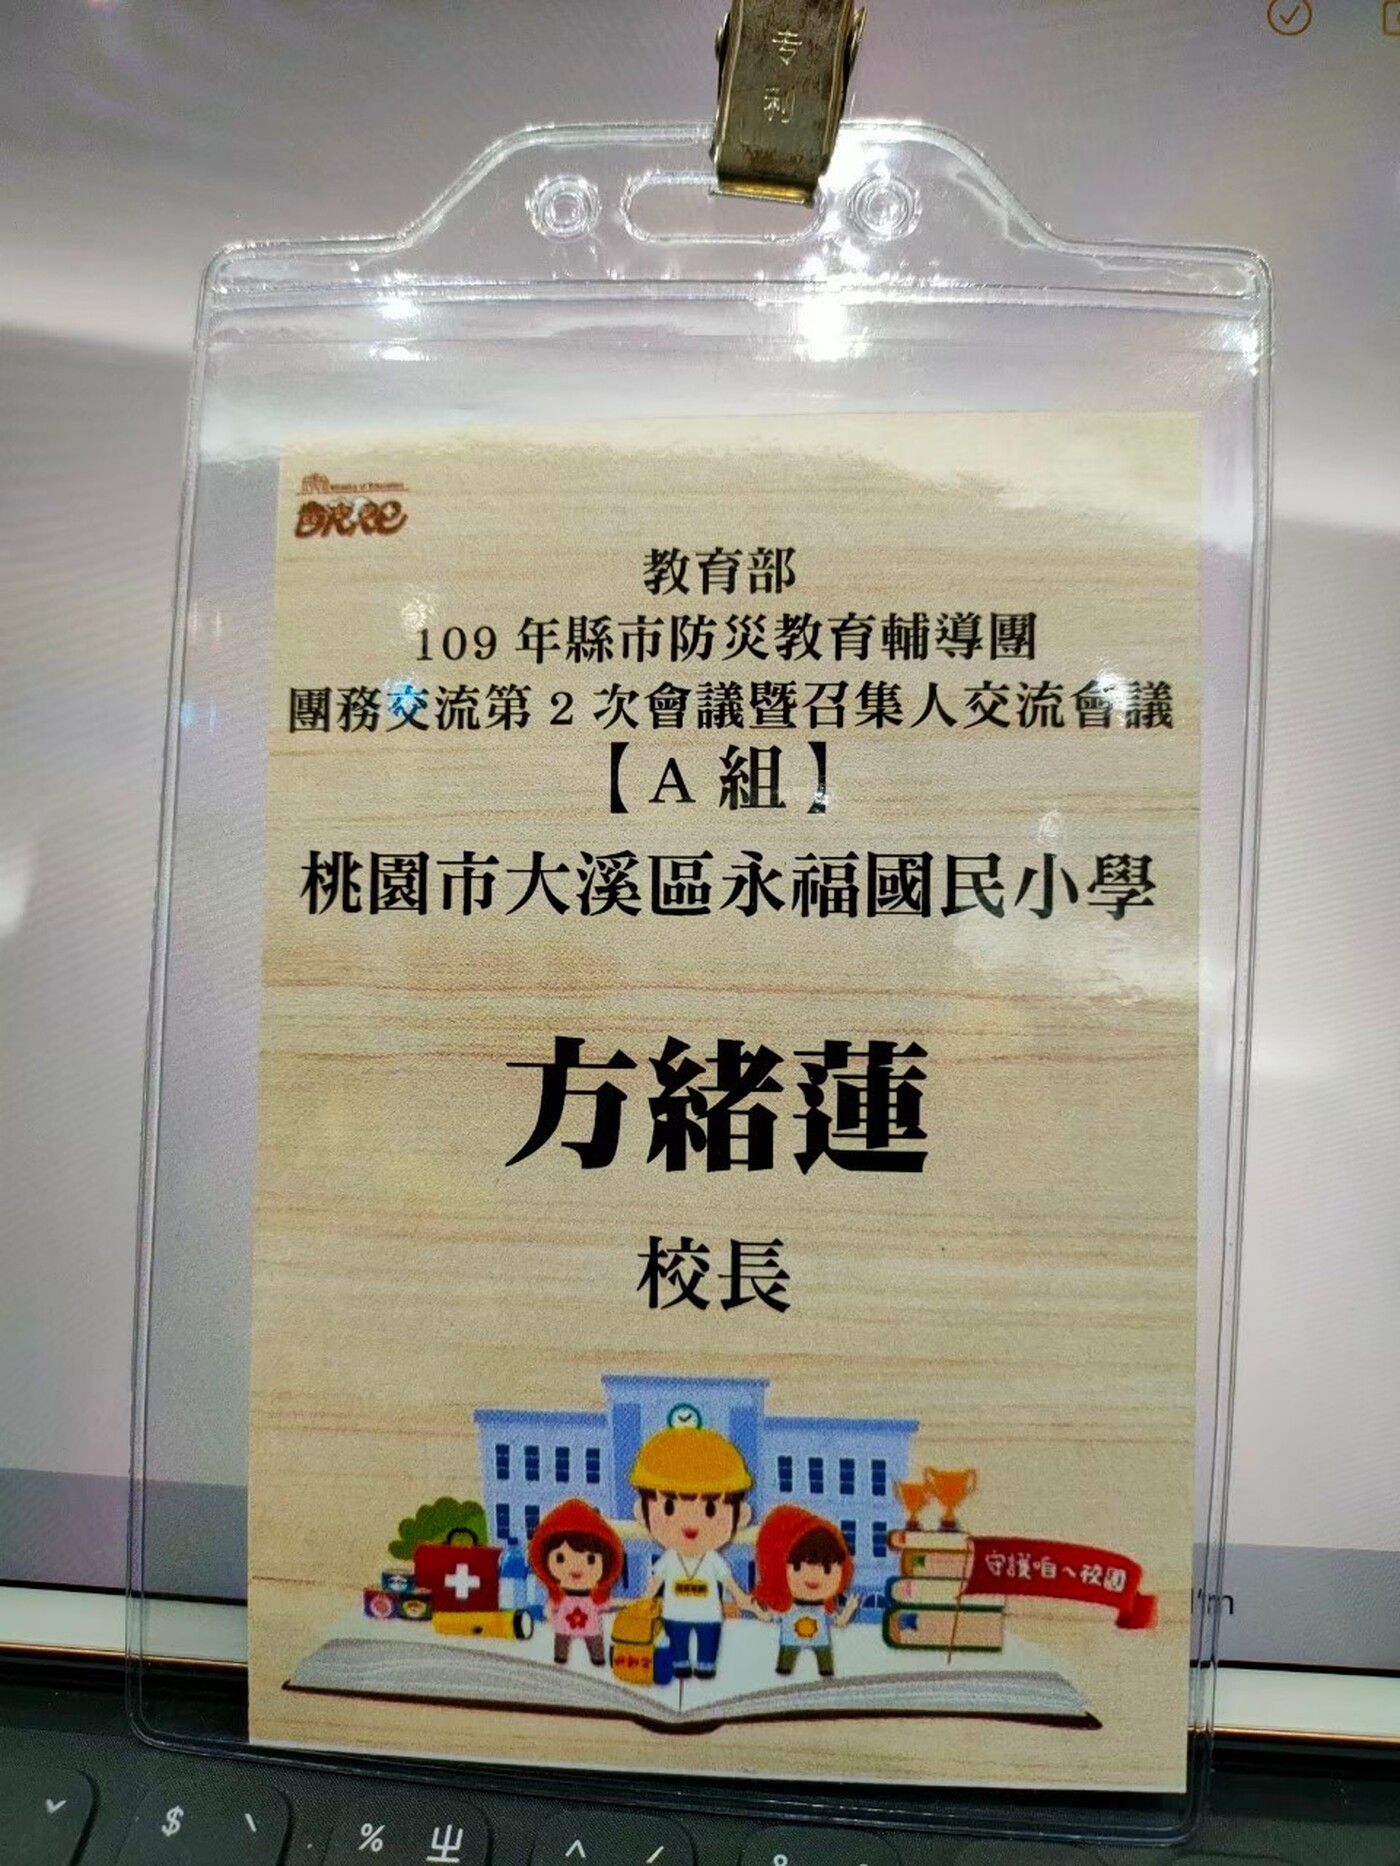 专
利
Ministry of Education
教育部
109 年縣市防災教育輔導團
團務交流第 2 次會議暨召集人交流會議
【A 組】
桃園市大溪區永福國民小學
方緒蓮
校長
守護咱ㄟ校園
$ 、
% ㄓ
^ ˊ